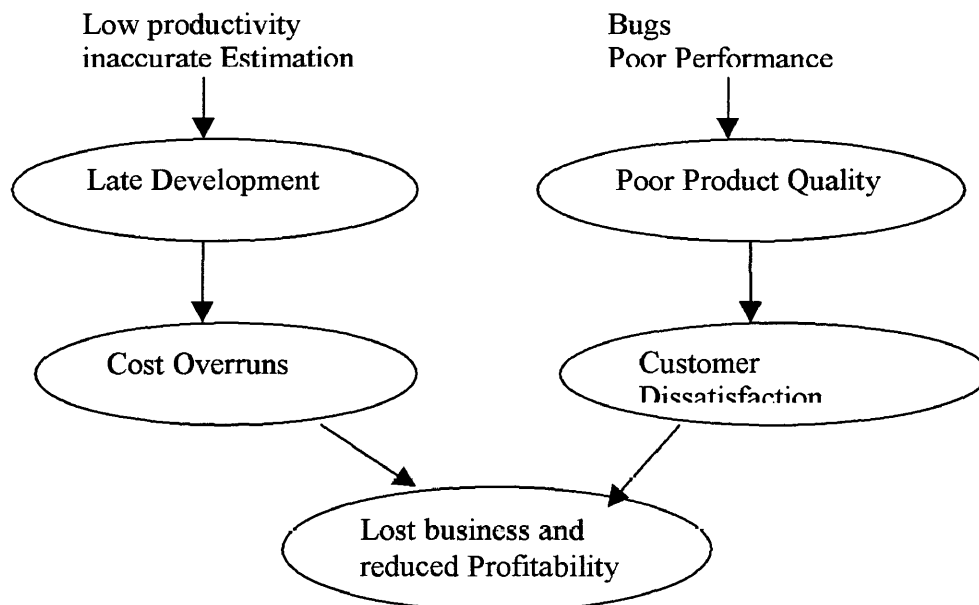 Low productivity
inaccurate Estimation
Bugs
Poor Performance
Late Development
Poor Product Quality
Cost Overruns
Customer
Dissatisfaction
Lost business and
reduced Profitability